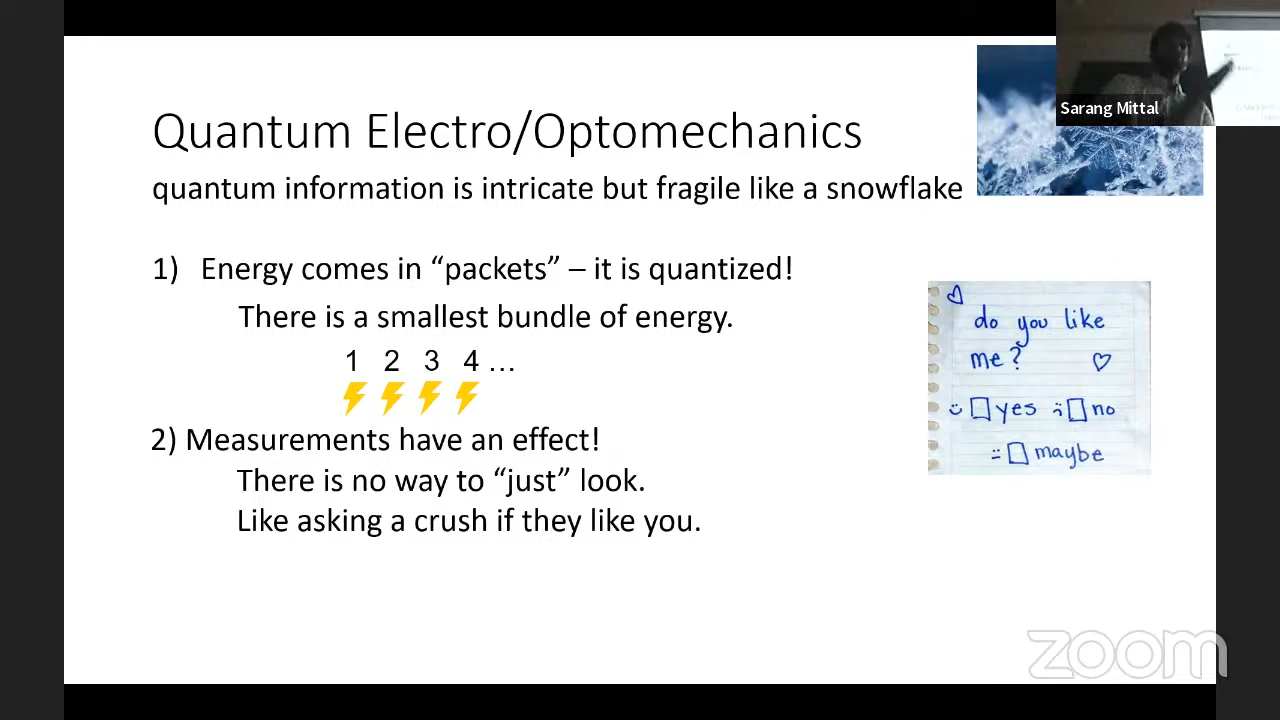 Sarang Mittal
Quantum Electro/Optomechanics
quantum information is intricate but fragile like a snowflake
1) Energy comes in “packets” – it is quantized!
There is a smallest bundle of energy.
1 2 3 4 …
2) Measurements have an effect!
There is no way to “just” look.
Like asking a crush if they like you.
do you like
me?
yes no
maybe
zoom